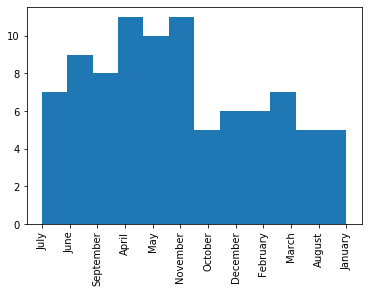 10
8
6
4
2
0
July
June
September
April
May
November
October
December
February
March
August
January